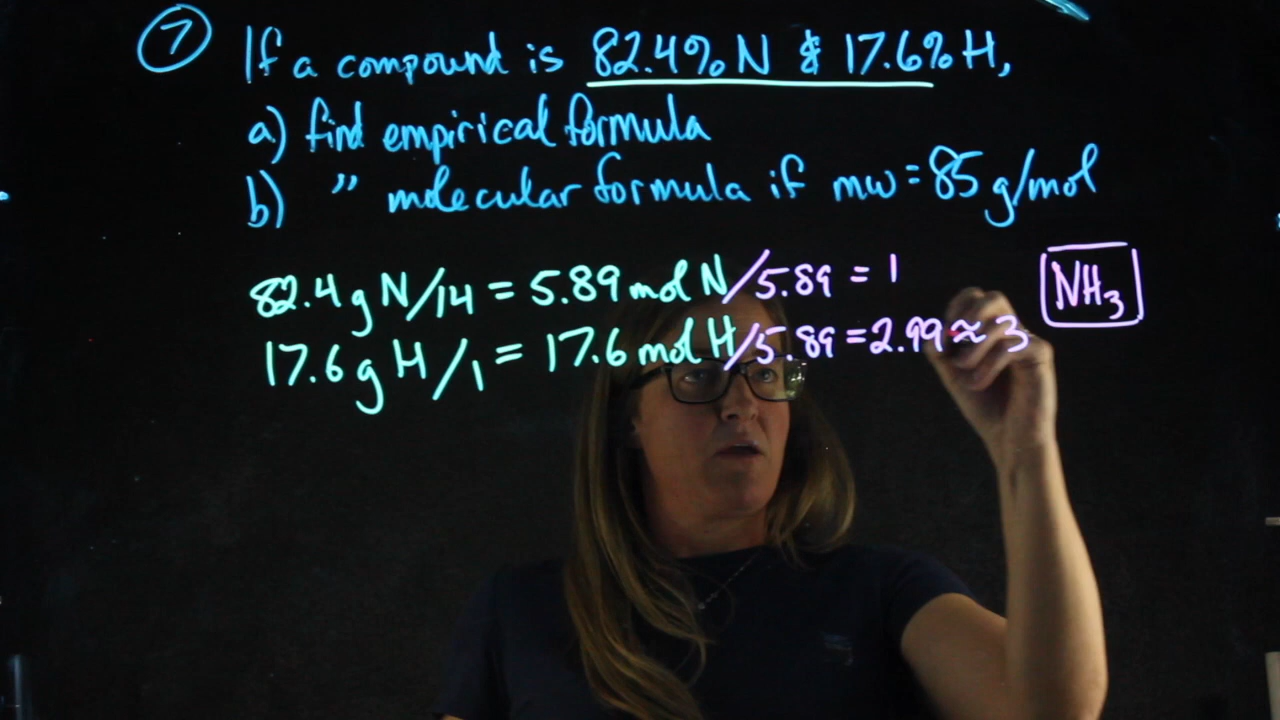 7 If a compound is 82.4% N & 17.6% H,
a) find empirical formula
b) " molecular formula if mw = 85 g/mol
82.4 g N/14 = 5.89 mol N/5.89 = 1
NH₃
17.6 g H/1 = 17.6 mol H/5.89 = 2.99 ≈ 3